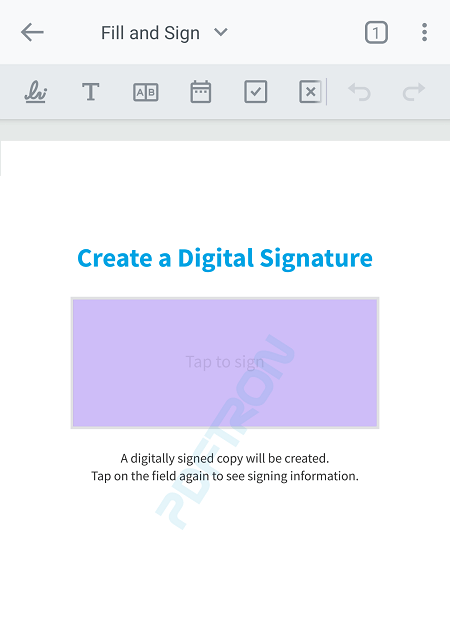 Fill and Sign
1
T
A B
Create a Digital Signature
Tap to sign
PDFTRON
A digitally signed copy will be created.
Tap on the field again to see signing information.